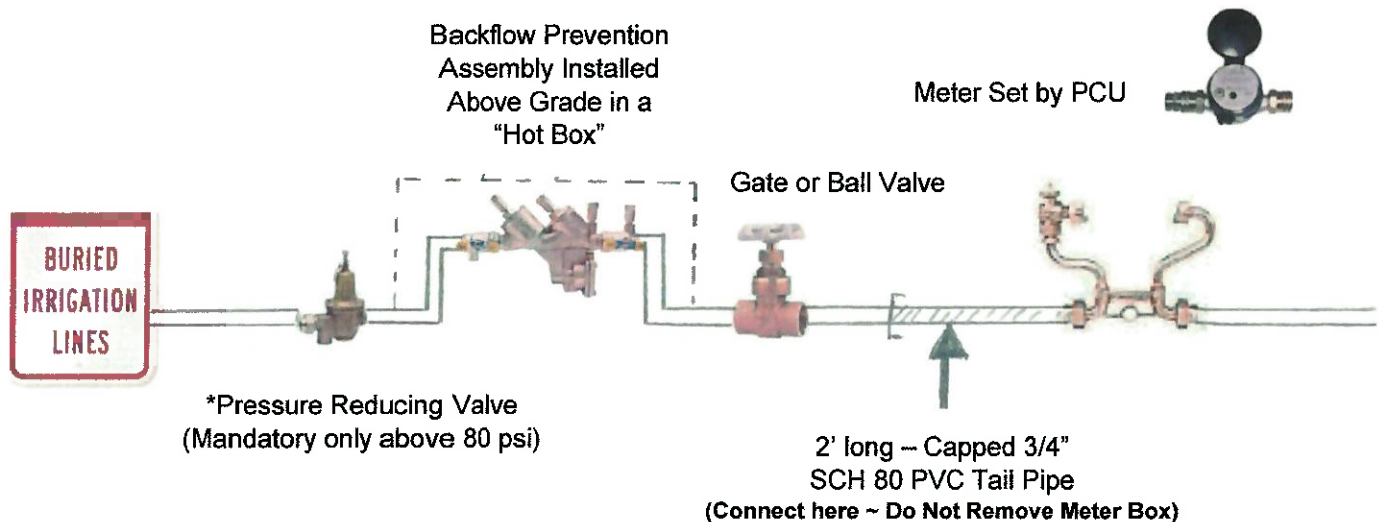 Backflow Prevention
Assembly Installed
Above Grade in a
“Hot Box”
Meter Set by PCU
Gate or Ball Valve
BURIED
IRRIGATION
LINES
*Pressure Reducing Valve
(Mandatory only above 80 psi)
2' long – Capped 3/4”
SCH 80 PVC Tail Pipe
(Connect here ~ Do Not Remove Meter Box)